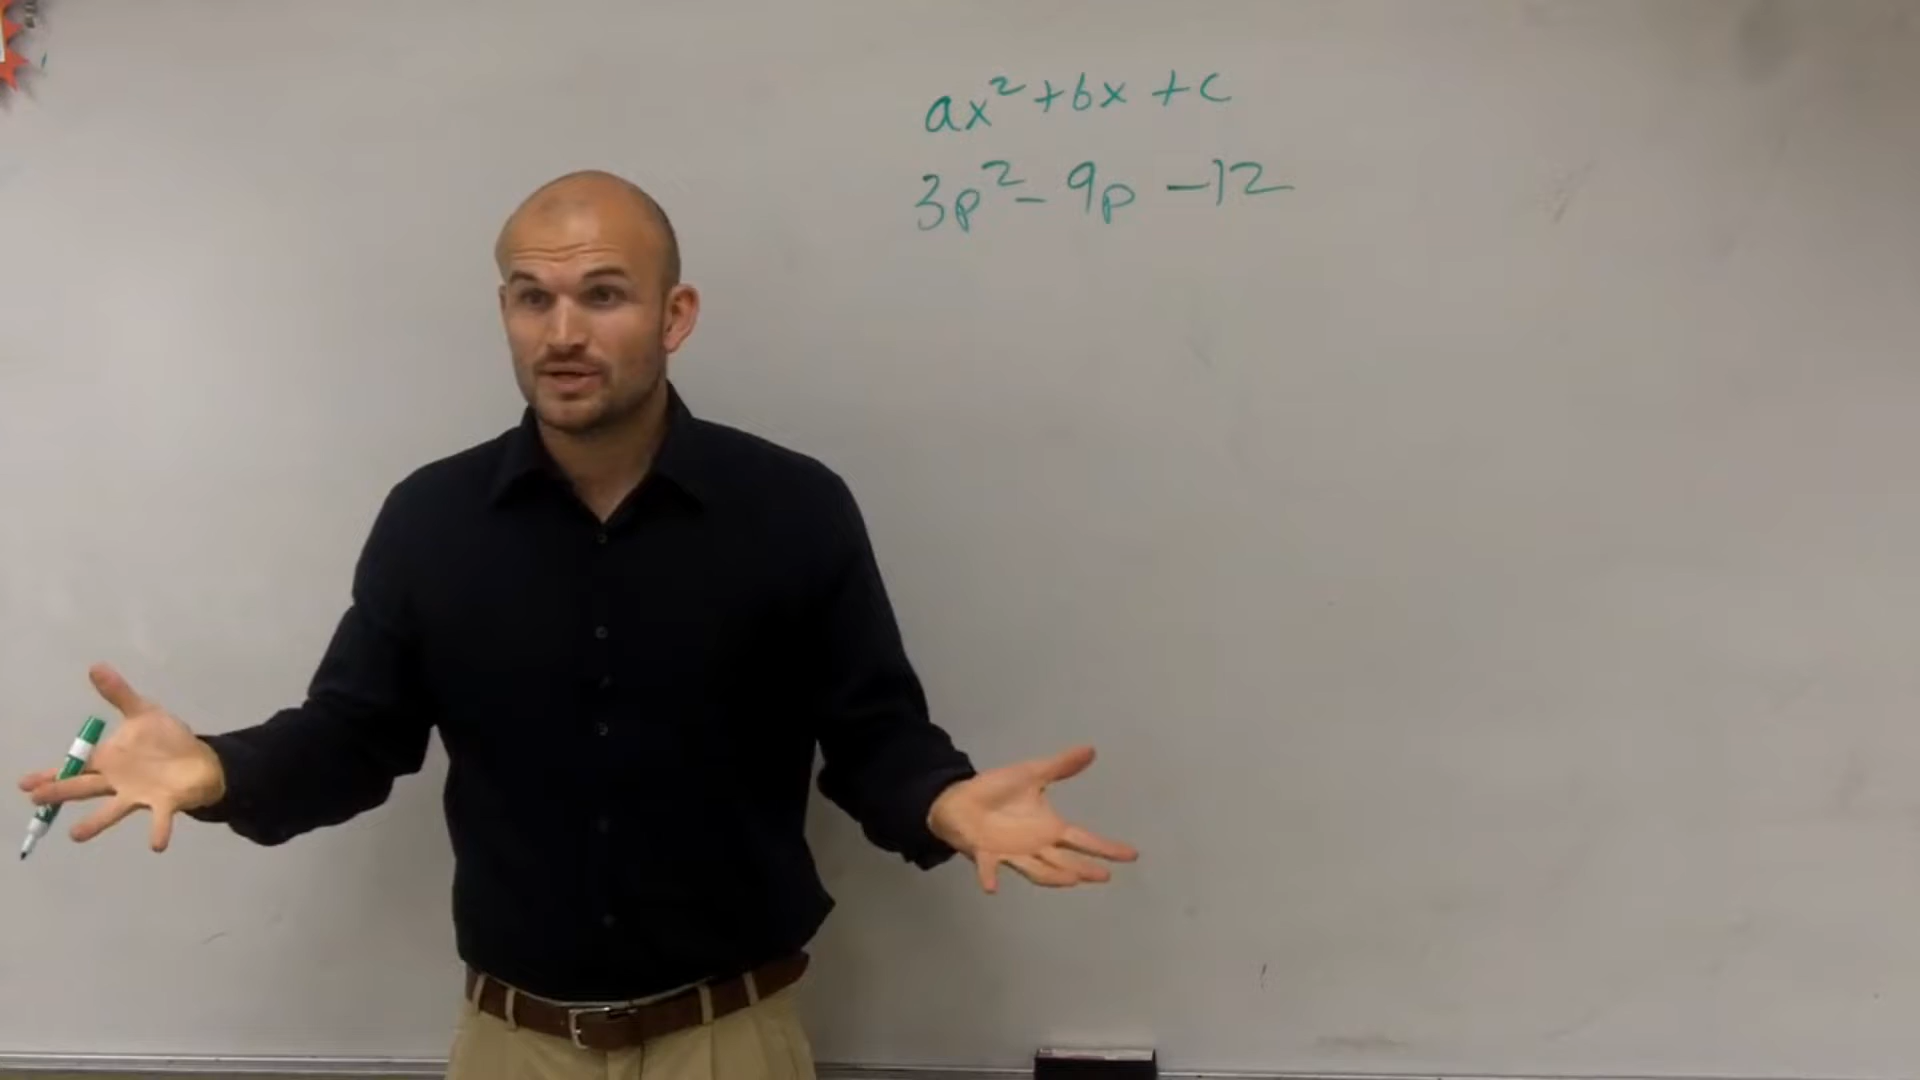 ax² + bx + c
3p² - 9p - 12